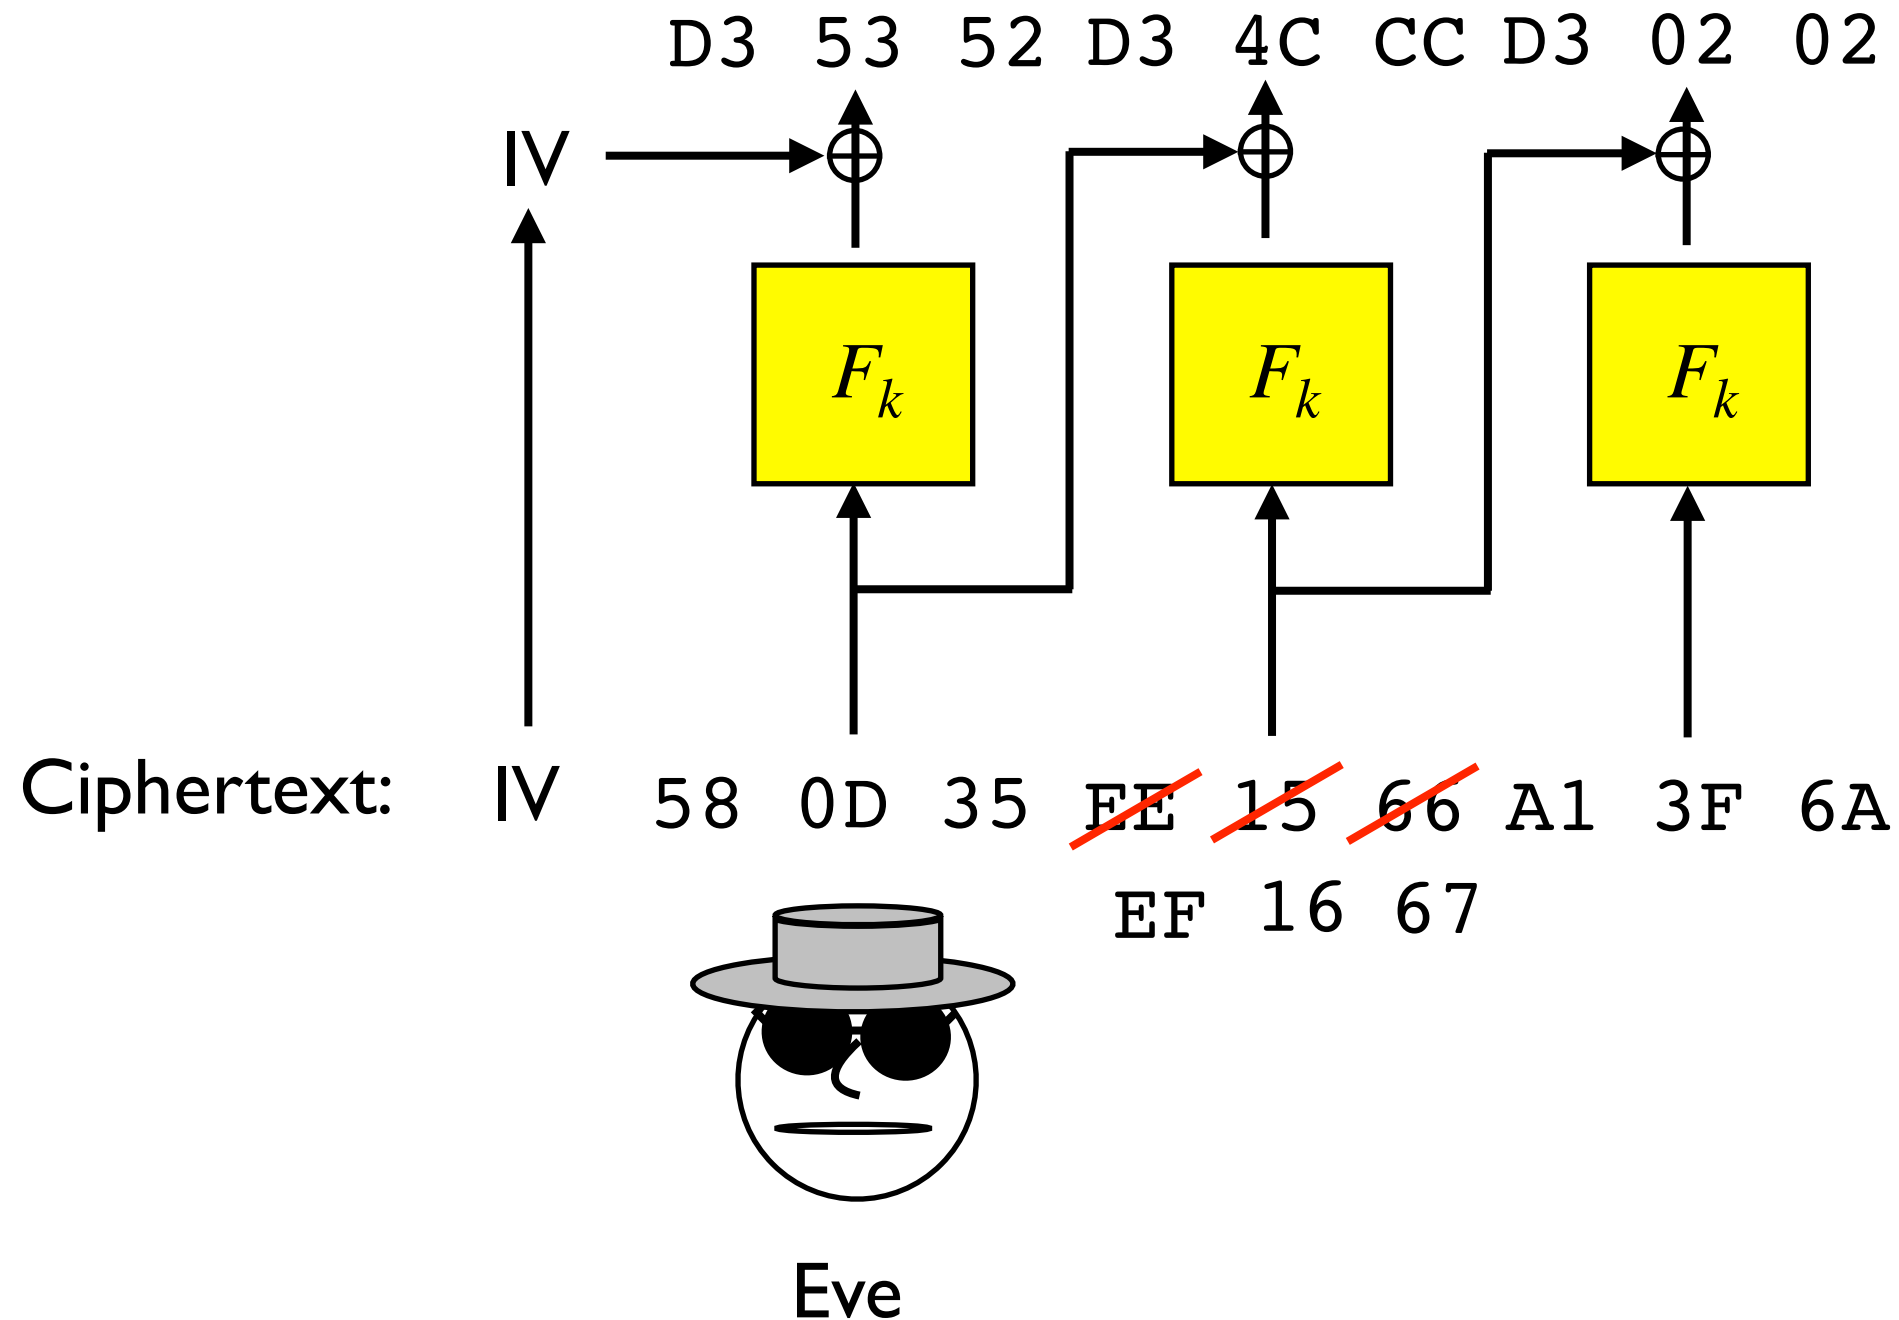 D3 53 52 D3 4C CC D3 02 02
IV
Fk Fk Fk
Ciphertext: IV 58 0D 35 EE 15 66 A1 3F 6A
EF 16 67
Eve